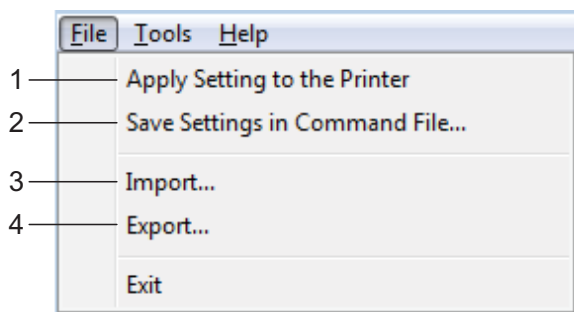 File Tools Help
1 Apply Setting to the Printer
2 Save Settings in Command File...
3 Import...
4 Export...
Exit